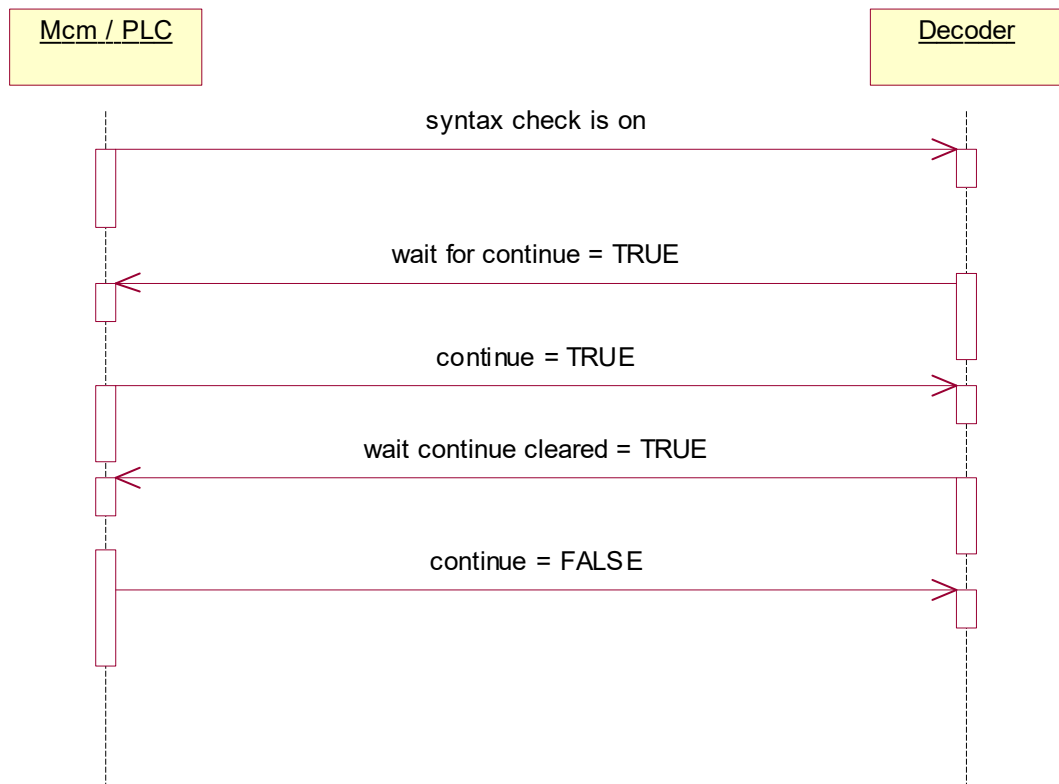 Mcm / PLC
Decoder
syntax check is on
wait for continue = TRUE
continue = TRUE
wait continue cleared = TRUE
continue = FALSE